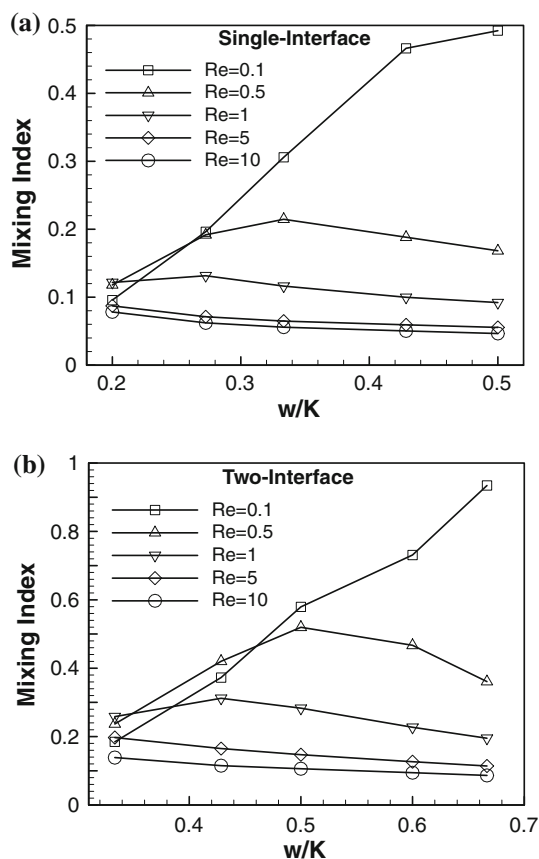 (a)
Single-Interface
Re=0.1
Re=0.5
Re=1
Re=5
Re=10
Mixing Index
0.5
0.4
0.3
0.2
0.1
0
0.2
0.3
0.4
0.5
w/K
(b)
Two-Interface
Re=0.1
Re=0.5
Re=1
Re=5
Re=10
Mixing Index
1
0.8
0.6
0.4
0.2
0
0.4
0.5
0.6
0.7
w/K